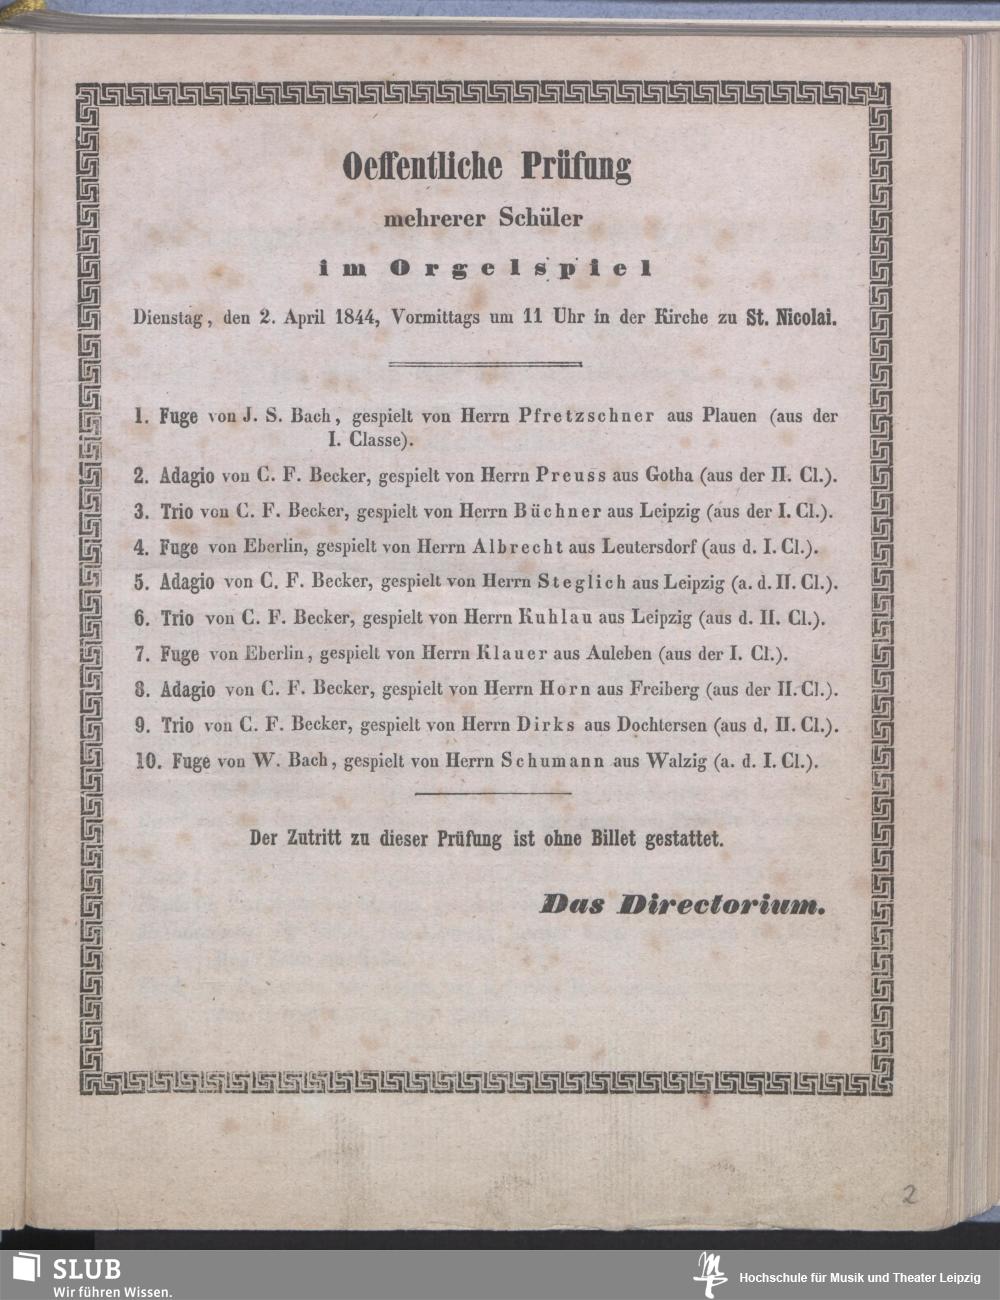 Oeffentliche Prüfung
mehrerer Schüler
im Orgelspiel
Dienstag, den 2. April 1844, Vormittags um 11 Uhr in der Kirche zu St. Nicolai.
1. Fuge von J. S. Bach, gespielt von Herrn Pfretzschner aus Plauen (aus der
I. Classe).
2. Adagio von C. F. Becker, gespielt von Herrn Preuss aus Gotha (aus der II. Cl.).
3. Trio von C. F. Becker, gespielt von Herrn Büchner aus Leipzig (aus der I. Cl.).
4. Fuge von Eberlin, gespielt von Herrn Albrecht aus Leutersdorf (aus d. I. Cl.).
5. Adagio von C. F. Becker, gespielt von Herrn Steglich aus Leipzig (a. d. II. Cl.).
6. Trio von C. F. Becker, gespielt von Herrn Kuhlau aus Leipzig (aus d. II. Cl.).
7. Fuge von Eberlin, gespielt von Herrn Klauer aus Auleben (aus der I. Cl.).
8. Adagio von C. F. Becker, gespielt von Herrn Horn aus Freiberg (aus der II. Cl.).
9. Trio von C. F. Becker, gespielt von Herrn Dirks aus Dochtersen (aus d. II. Cl.).
10. Fuge von W. Bach, gespielt von Herrn Schumann aus Walzig (a. d. I. Cl.).
Der Zutritt zu dieser Prüfung ist ohne Billet gestattet.
Das Directorium.
2
SLUB
Wir führen Wissen.
Hochschule für Musik und Theater Leipzig